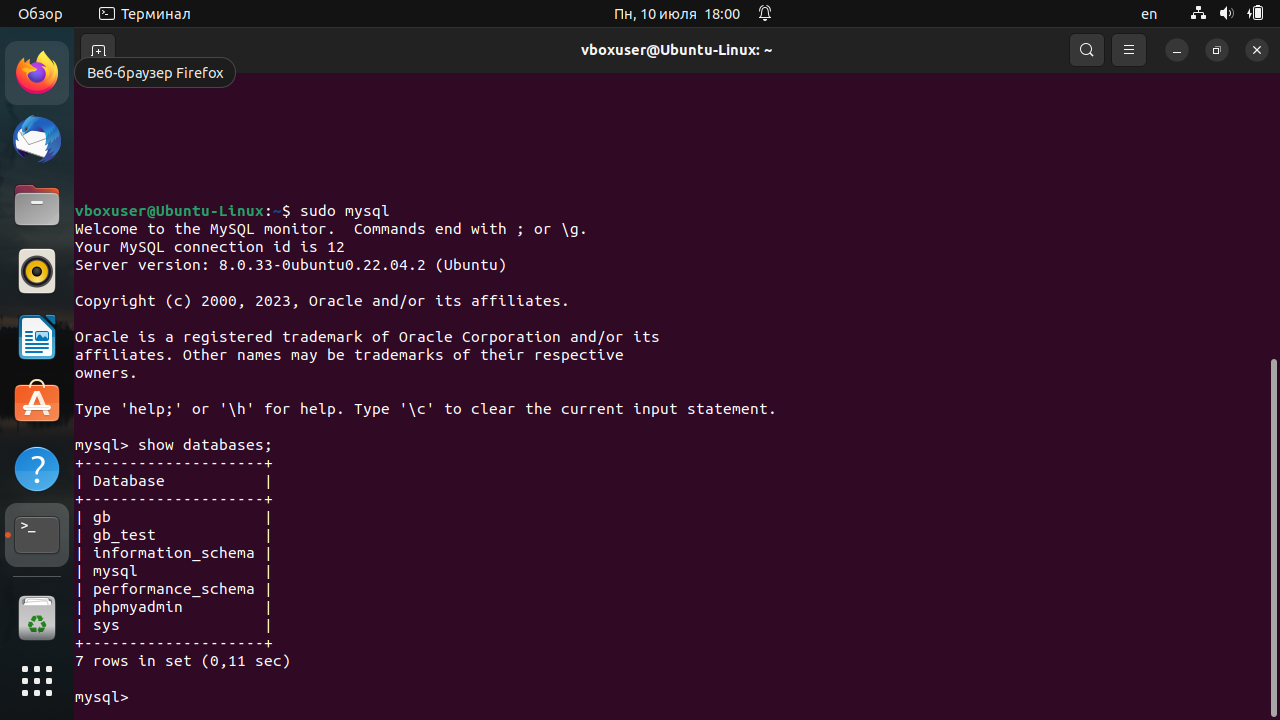 Обзор
Терминал
Пн, 10 июля 18:00
en
vboxuser@Ubuntu-Linux: ~
Веб-браузер Firefox
vboxuser@Ubuntu-Linux:~$ sudo mysql
Welcome to the MySQL monitor.  Commands end with ; or \g.
Your MySQL connection id is 12
Server version: 8.0.33-0ubuntu0.22.04.2 (Ubuntu)
Copyright (c) 2000, 2023, Oracle and/or its affiliates.
Oracle is a registered trademark of Oracle Corporation and/or its
affiliates. Other names may be trademarks of their respective
owners.
Type 'help;' or '\h' for help. Type '\c' to clear the current input statement.
mysql> show databases;
+--------------------+
| Database           |
+--------------------+
| gb                 |
| gb_test            |
| information_schema |
| mysql              |
| performance_schema |
| phpmyadmin         |
| sys                |
+--------------------+
7 rows in set (0,11 sec)
mysql>